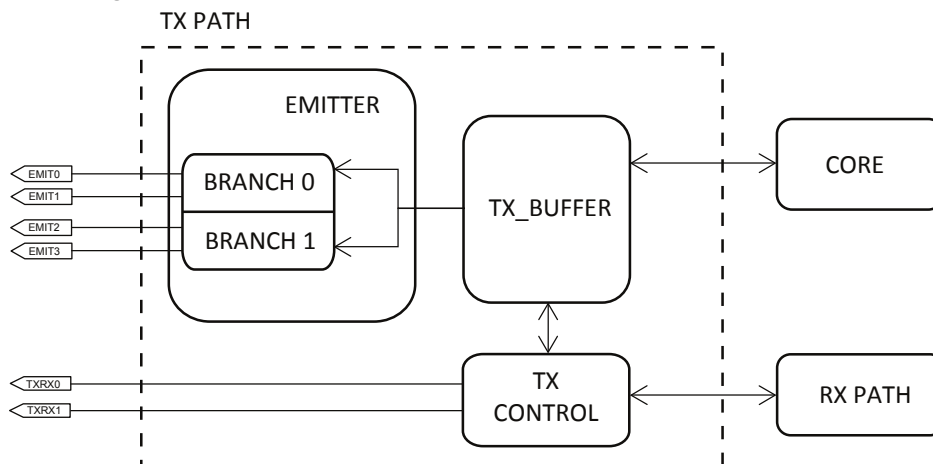 TX PATH
EMITTER
EMIT0
EMIT1
EMIT2
EMIT3
BRANCH 0
BRANCH 1
TX_BUFFER
CORE
TXRX0
TXRX1
TX
CONTROL
RX PATH